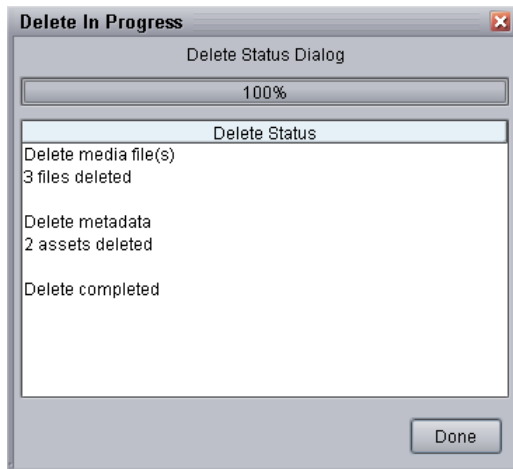 Delete In Progress
Delete Status Dialog
100%
Delete Status
Delete media file(s)
3 files deleted
Delete metadata
2 assets deleted
Delete completed
Done